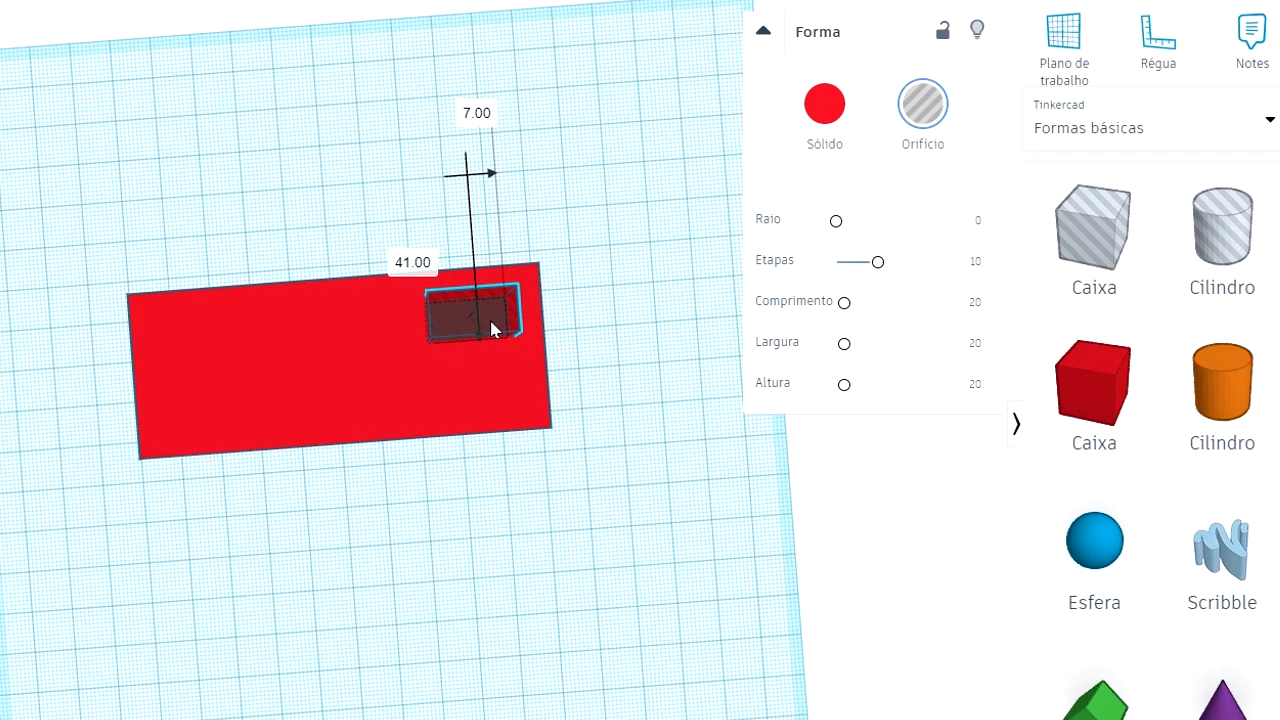 7.00
41.00
Forma
Sólido
Orifício
Raio
0
Etapas
10
Comprimento
20
Largura
20
Altura
20
Plano de
trabalho
Régua
Notes
Tinkercad
Formas básicas
Caixa
Cilindro
Caixa
Cilindro
Esfera
Scribble